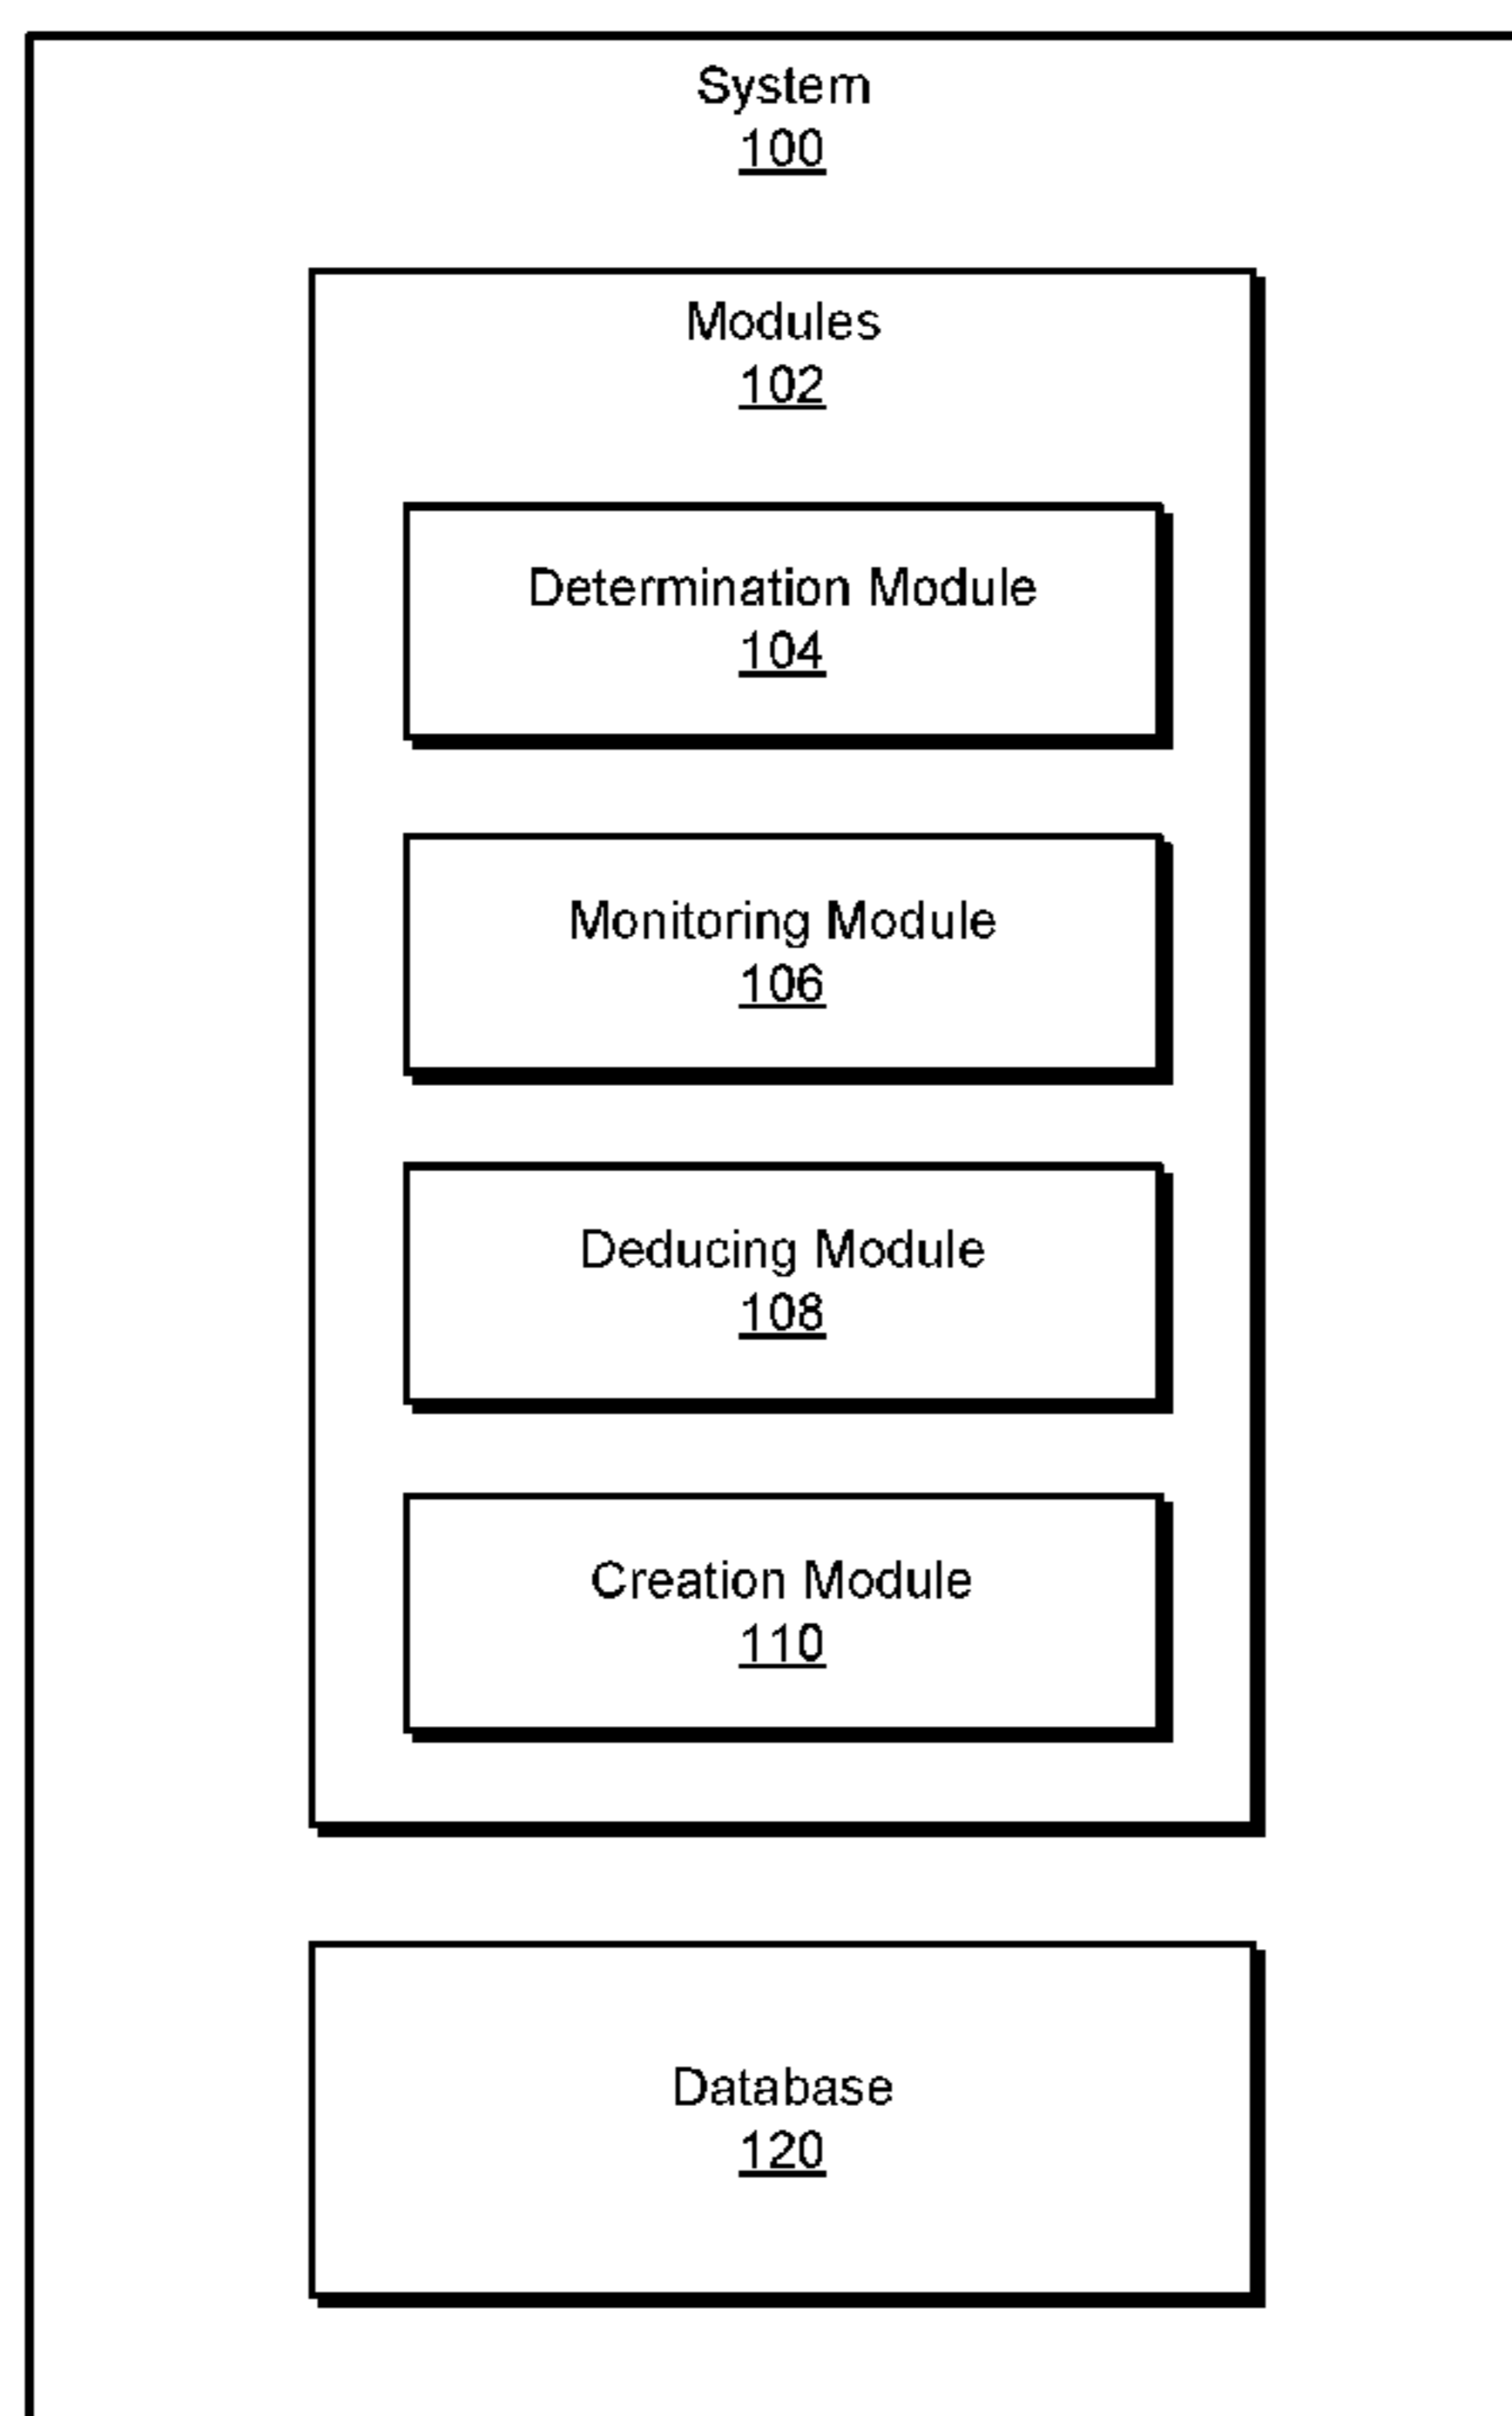 System
100
Modules
102
Determination Module
104
Monitoring Module
106
Deducing Module
108
Creation Module
110
Database
120